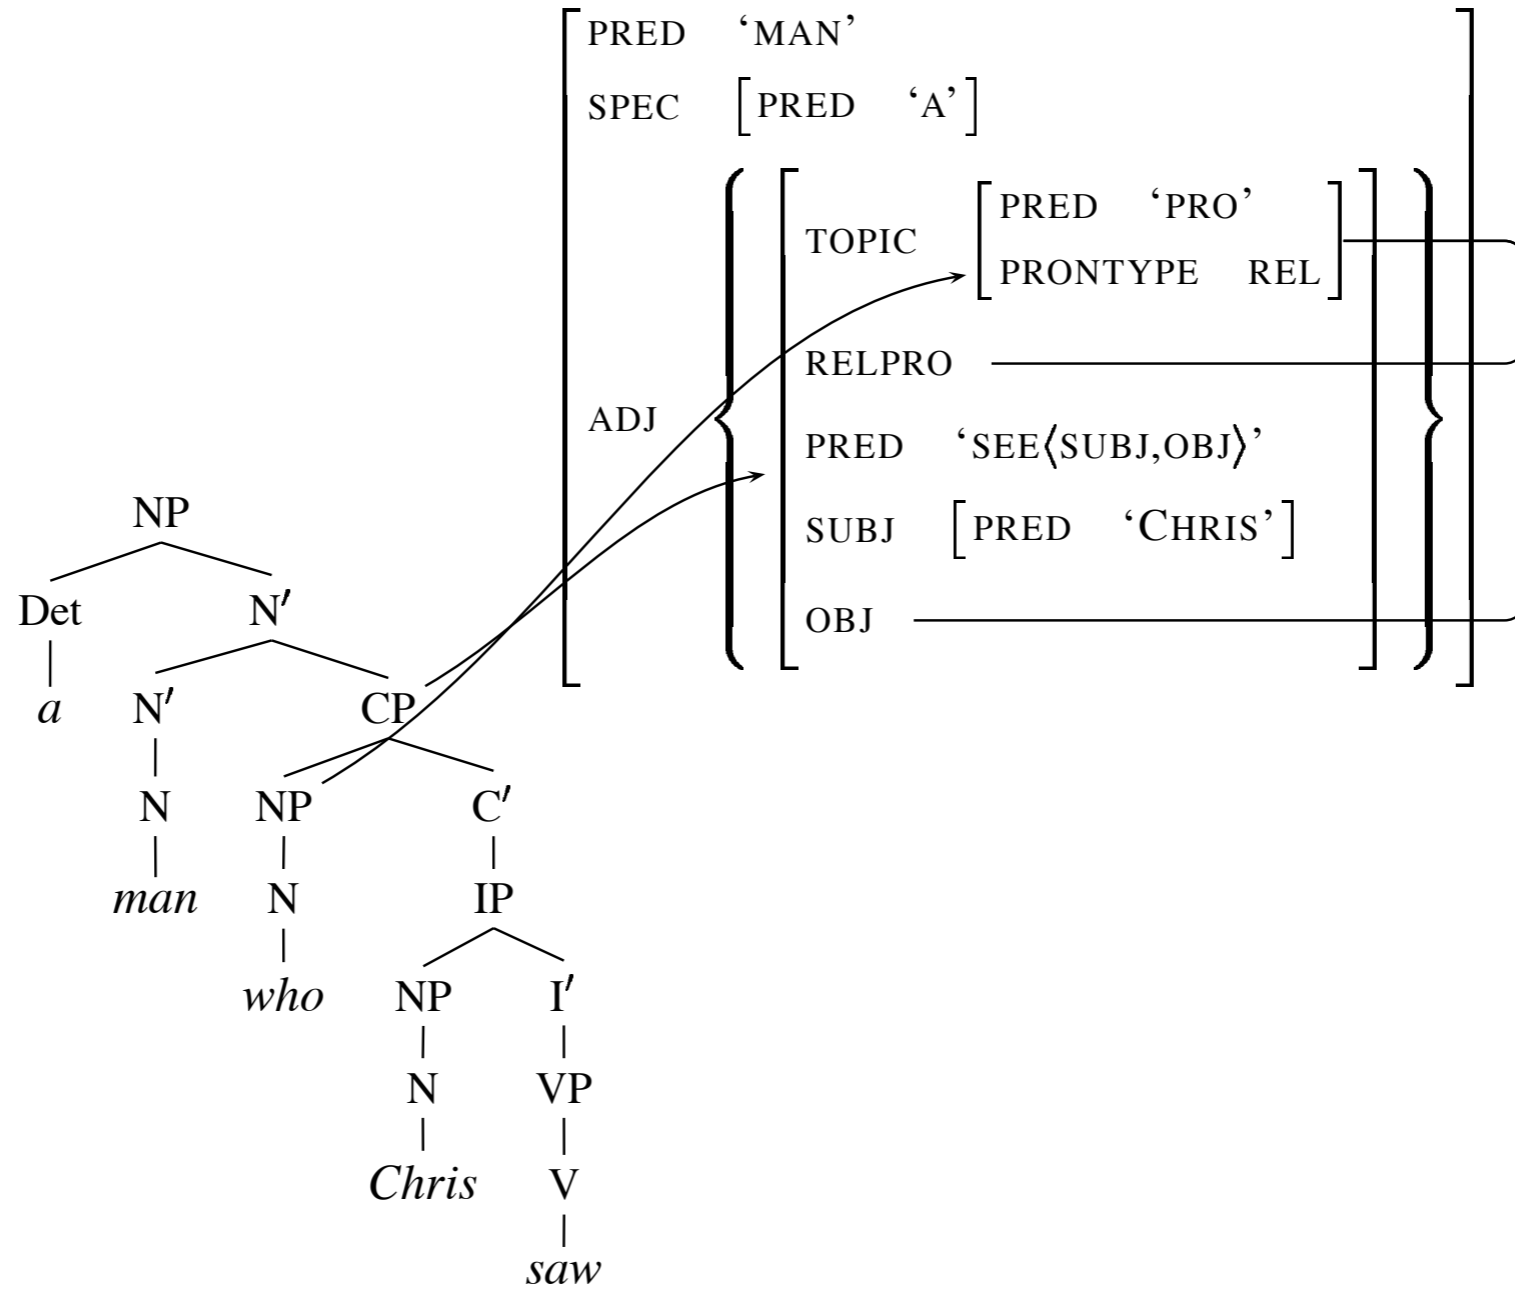 PRED ‘MAN’
SPEC [PRED ‘A’]
TOPIC [PRED ‘PRO’
PRONTYPE REL]
RELPRO
ADJ
PRED ‘SEE⟨SUBJ,OBJ⟩’
SUBJ [PRED ‘CHRIS’]
OBJ
NP
Det N′
a N′ CP
N NP C′
man N IP
who NP I′
N VP
Chris V
saw